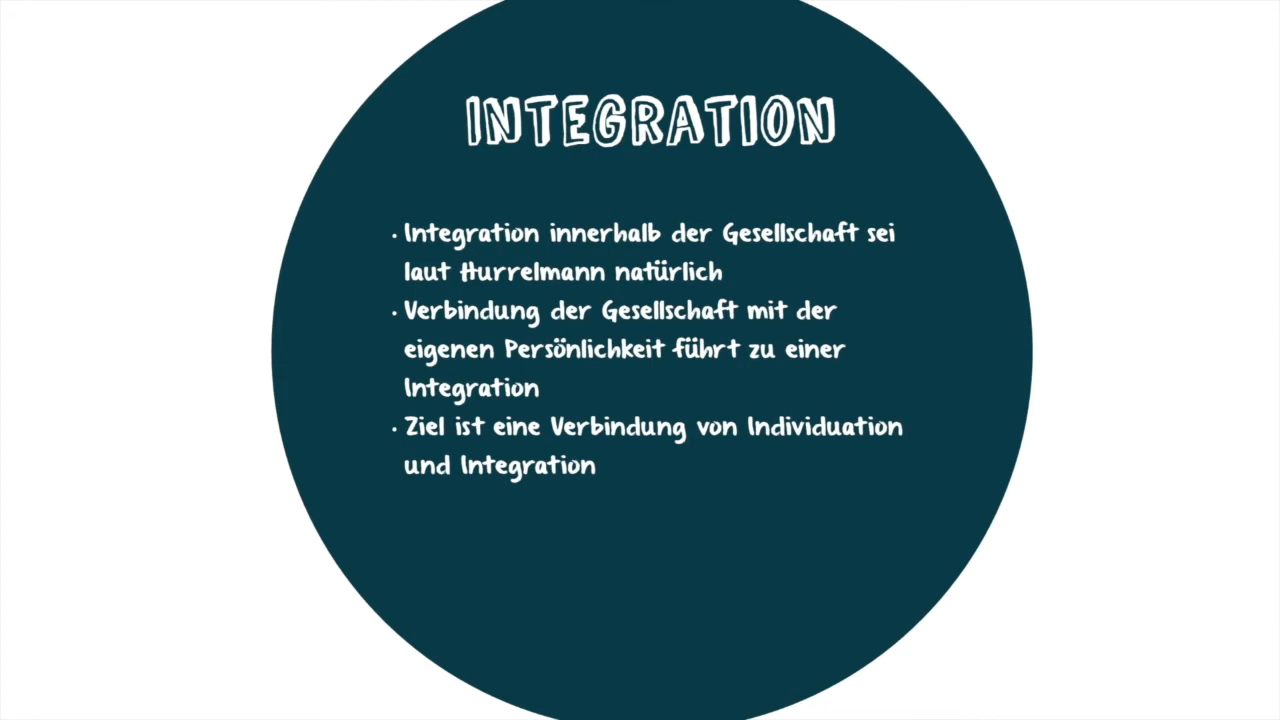 INTEGRATION
· Integration innerhalb der Gesellschaft sei
laut Hurrelmann natürlich
· Verbindung der Gesellschaft mit der
eigenen Persönlichkeit führt zu einer
Integration
· Ziel ist eine Verbindung von Individuation
und Integration